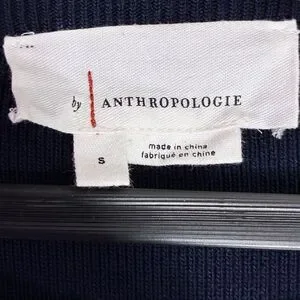 by ANTHROPOLOGIE
S
made in china
fabriqué en chine